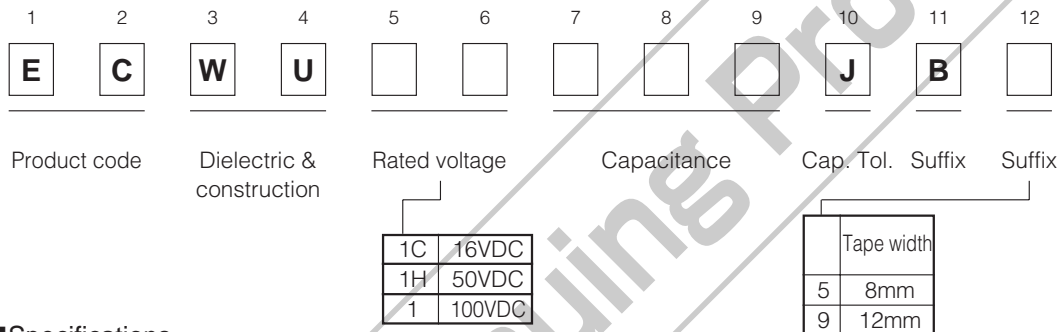 1 2 3 4 5 6 7 8 9 10 11 12
E C W U J B
Product code Dielectric & construction Rated voltage Capacitance Cap. Tol. Suffix Suffix
1C 16VDC
1H 50VDC
1 100VDC
Tape width
5 8mm
9 12mm